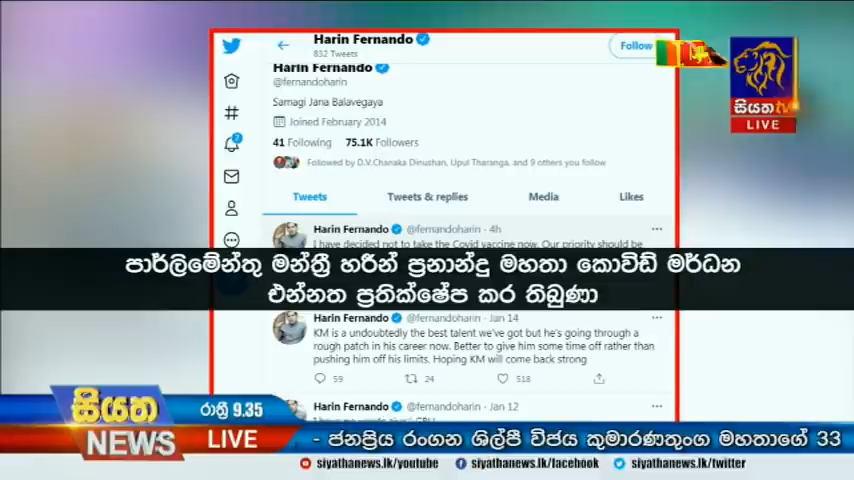 Harin Fernando
832 Tweets
Follow
Harin Fernando
@fernandoharin
Samagi Jana Balavegaya
Joined February 2014
41 Following 75.1K Followers
Followed by D.V.Chanaka Dinushan, Upul Tharanga, and 9 others you follow
Tweets Tweets & replies Media Likes
Harin Fernando @fernandoharin · 4h
I have decided not to take the Covid vaccine now. Our priority should be
පාර්ලිමේන්තු මන්ත්‍රී හරීන් ප්‍රනාන්දු මහතා කොවිඩ් මර්ධන
එන්නත ප්‍රතික්ෂේප කර තිබුණා
Harin Fernando @fernandoharin · Jan 14
KM is a undoubtedly the best talent we've got but he's going through a
rough patch in his career now. Better to give him some time off rather than
pushing him off his limits. Hoping KM will come back strong
59 24 518
Harin Fernando @fernandoharin · Jan 12
2
සියත tv
LIVE
සියත
NEWS
රාත්‍රී 9.35
LIVE
- ජනප්‍රිය රංගන ශිල්පී විජය කුමාරණතුංග මහතාගේ 33
siyathanews.lk/youtube siyathanews.lk/facebook siyathanews.lk/twitter